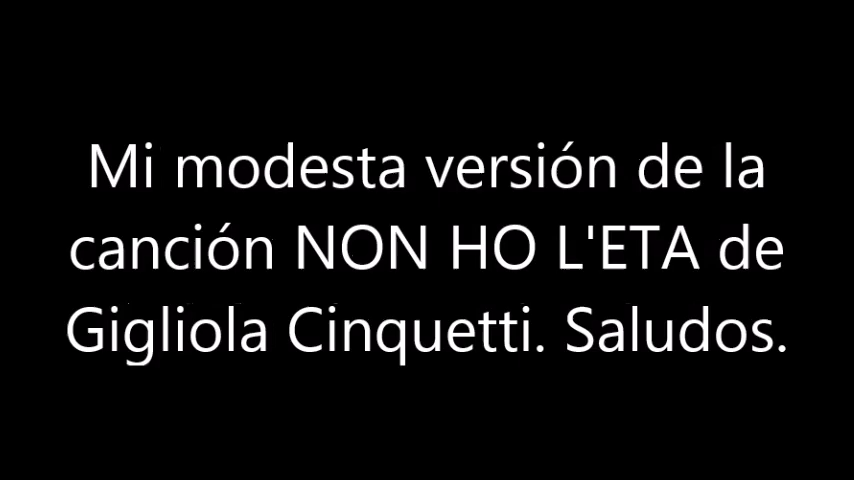 Mi modesta versión de la
canción NON HO L'ETA de
Gigliola Cinquetti. Saludos.